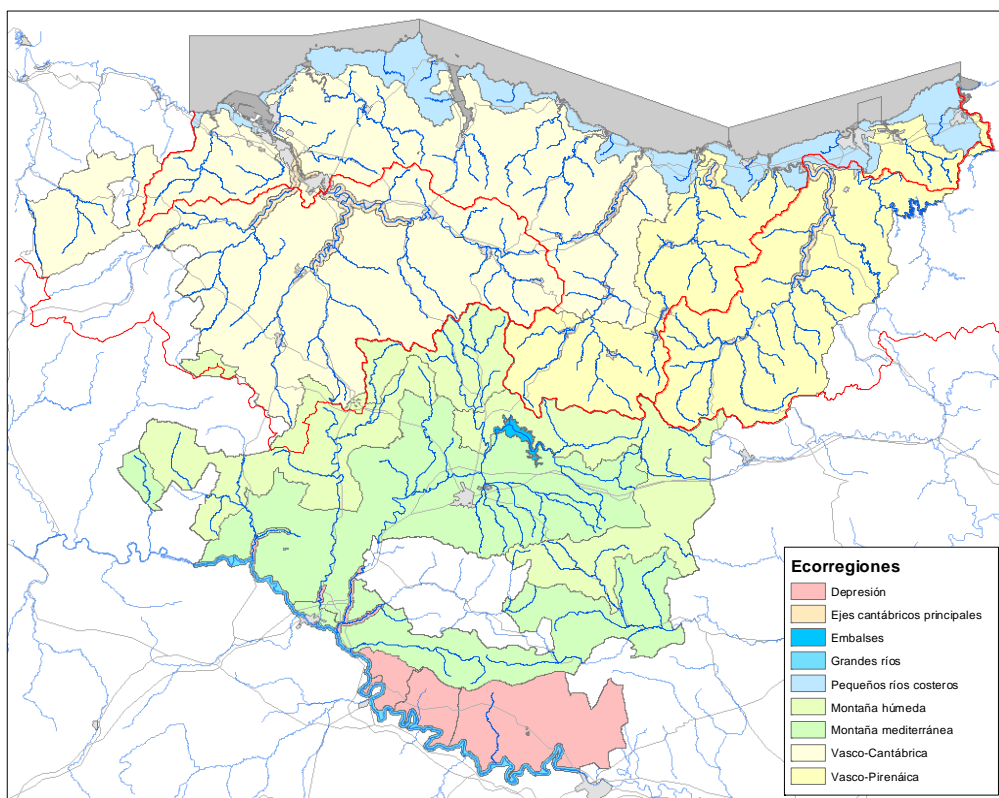 Ecorregiones
Depresión
Ejes cantábricos principales
Embalses
Grandes ríos
Pequeños ríos costeros
Montaña húmeda
Montaña mediterránea
Vasco-Cantábrica
Vasco-Pirenáica